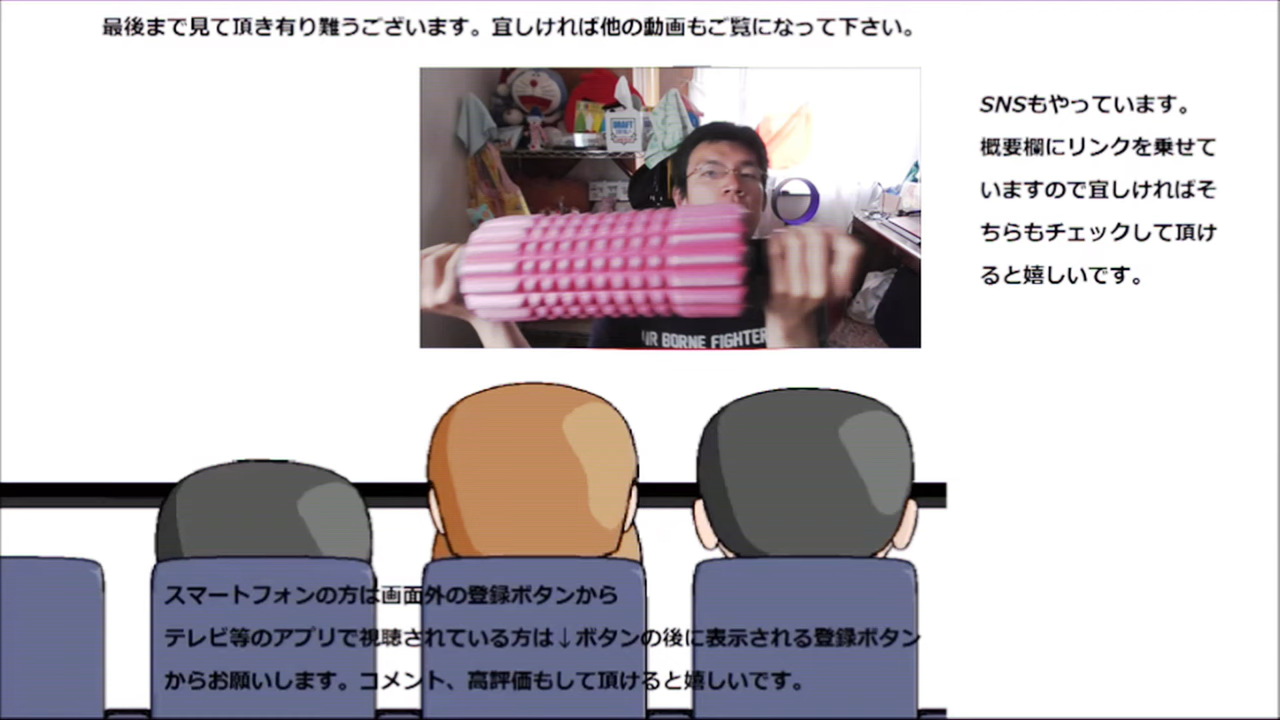 最後まで見て頂き有り難うございます。宜しければ他の動画もご覧になって下さい。
SNSもやっています。
概要欄にリンクを乗せて
いますので宜しければそ
ちらもチェックして頂け
ると嬉しいです。
DRAFT
AIR BORNE FIGHTER
スマートフォンの方は画面外の登録ボタンから
テレビ等のアプリで視聴されている方は↓ボタンの後に表示される登録ボタン
からお願いします。コメント、高評価もして頂けると嬉しいです。